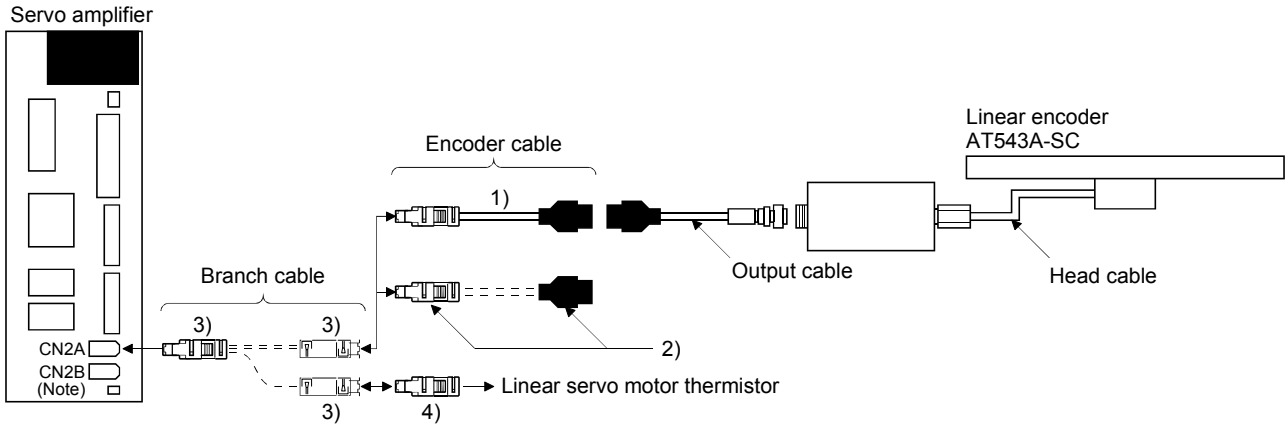 Servo amplifier
Linear encoder
AT543A-SC
Encoder cable
1)
Output cable
Head cable
Branch cable
3)
3)
2)
CN2A
CN2B
(Note)
Linear servo motor thermistor
3)
4)